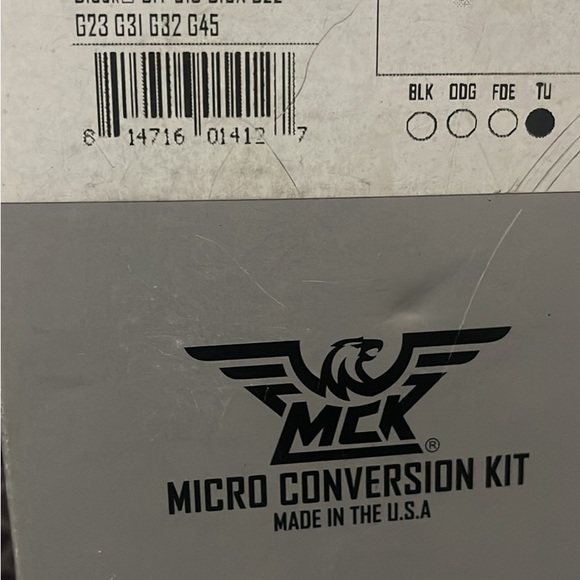 G23 G31 G32 G45
BLK ODG FDE TU
8 14716 01412 7
MCK®
MICRO CONVERSION KIT
MADE IN THE U.S.A